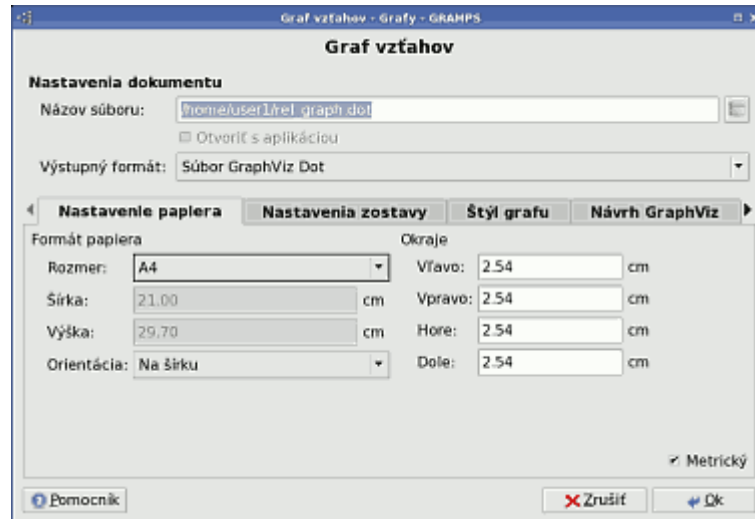 Graf vzťahov - Grafy - GRAMPS
Graf vzťahov
Nastavenia dokumentu
Názov súboru: /home/user1/rel_graph.dot
Otvoriť s aplikáciou
Výstupný formát: Súbor GraphViz Dot
Nastavenie papiera Nastavenia zostavy Štýl grafu Návrh GraphViz
Formát papiera Okraje
Rozmer: A4 Vľavo: 2.54 cm
Šírka: 21.00 cm Vpravo: 2.54 cm
Výška: 29.70 cm Hore: 2.54 cm
Orientácia: Na šírku Dole: 2.54 cm
Metrický
Pomocník Zrušiť Ok